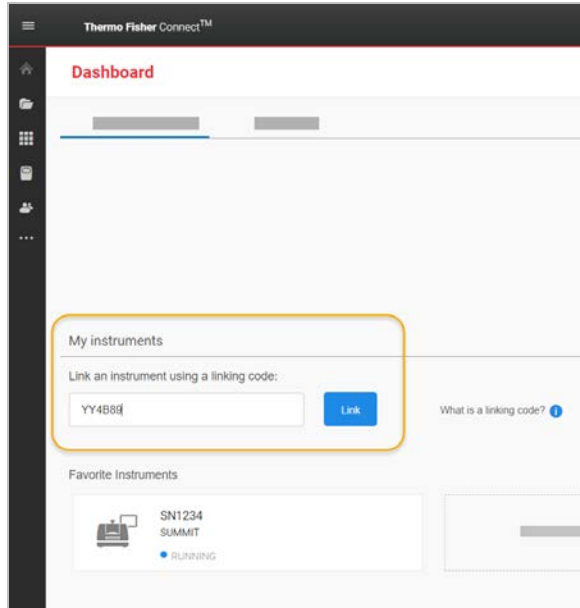 Thermo Fisher Connect™
Dashboard
My instruments
Link an instrument using a linking code:
YY4B89
Link
What is a linking code?
Favorite Instruments
SN1234
SUMMIT
RUNNING